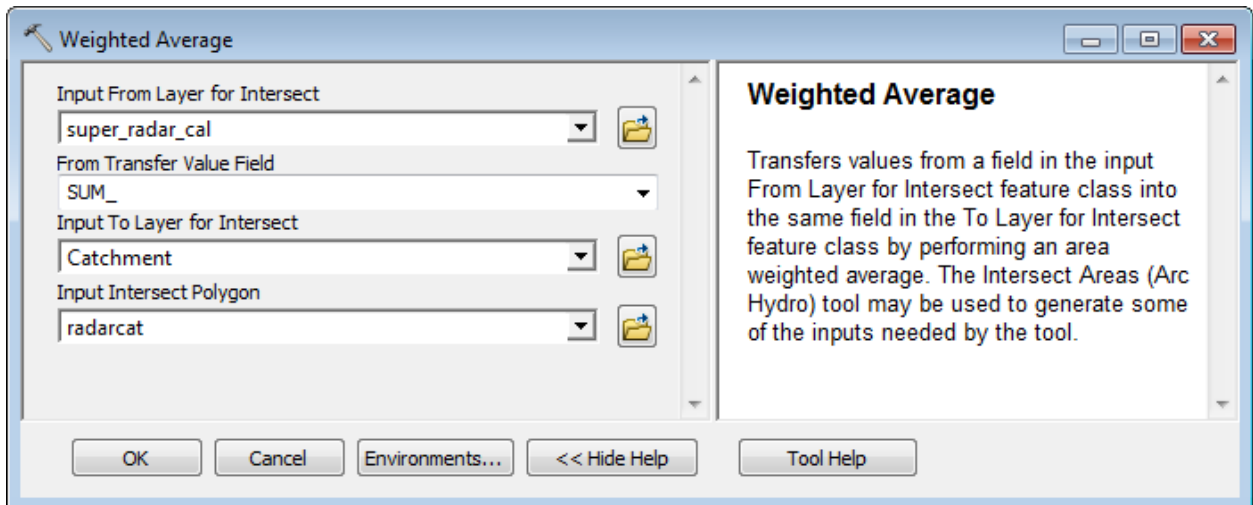 Weighted Average
Input From Layer for Intersect
super_radar_cal
From Transfer Value Field
SUM_
Input To Layer for Intersect
Catchment
Input Intersect Polygon
radarcat
Weighted Average
Transfers values from a field in the input
From Layer for Intersect feature class into
the same field in the To Layer for Intersect
feature class by performing an area
weighted average. The Intersect Areas (Arc
Hydro) tool may be used to generate some
of the inputs needed by the tool.
OK
Cancel
Environments...
<< Hide Help
Tool Help